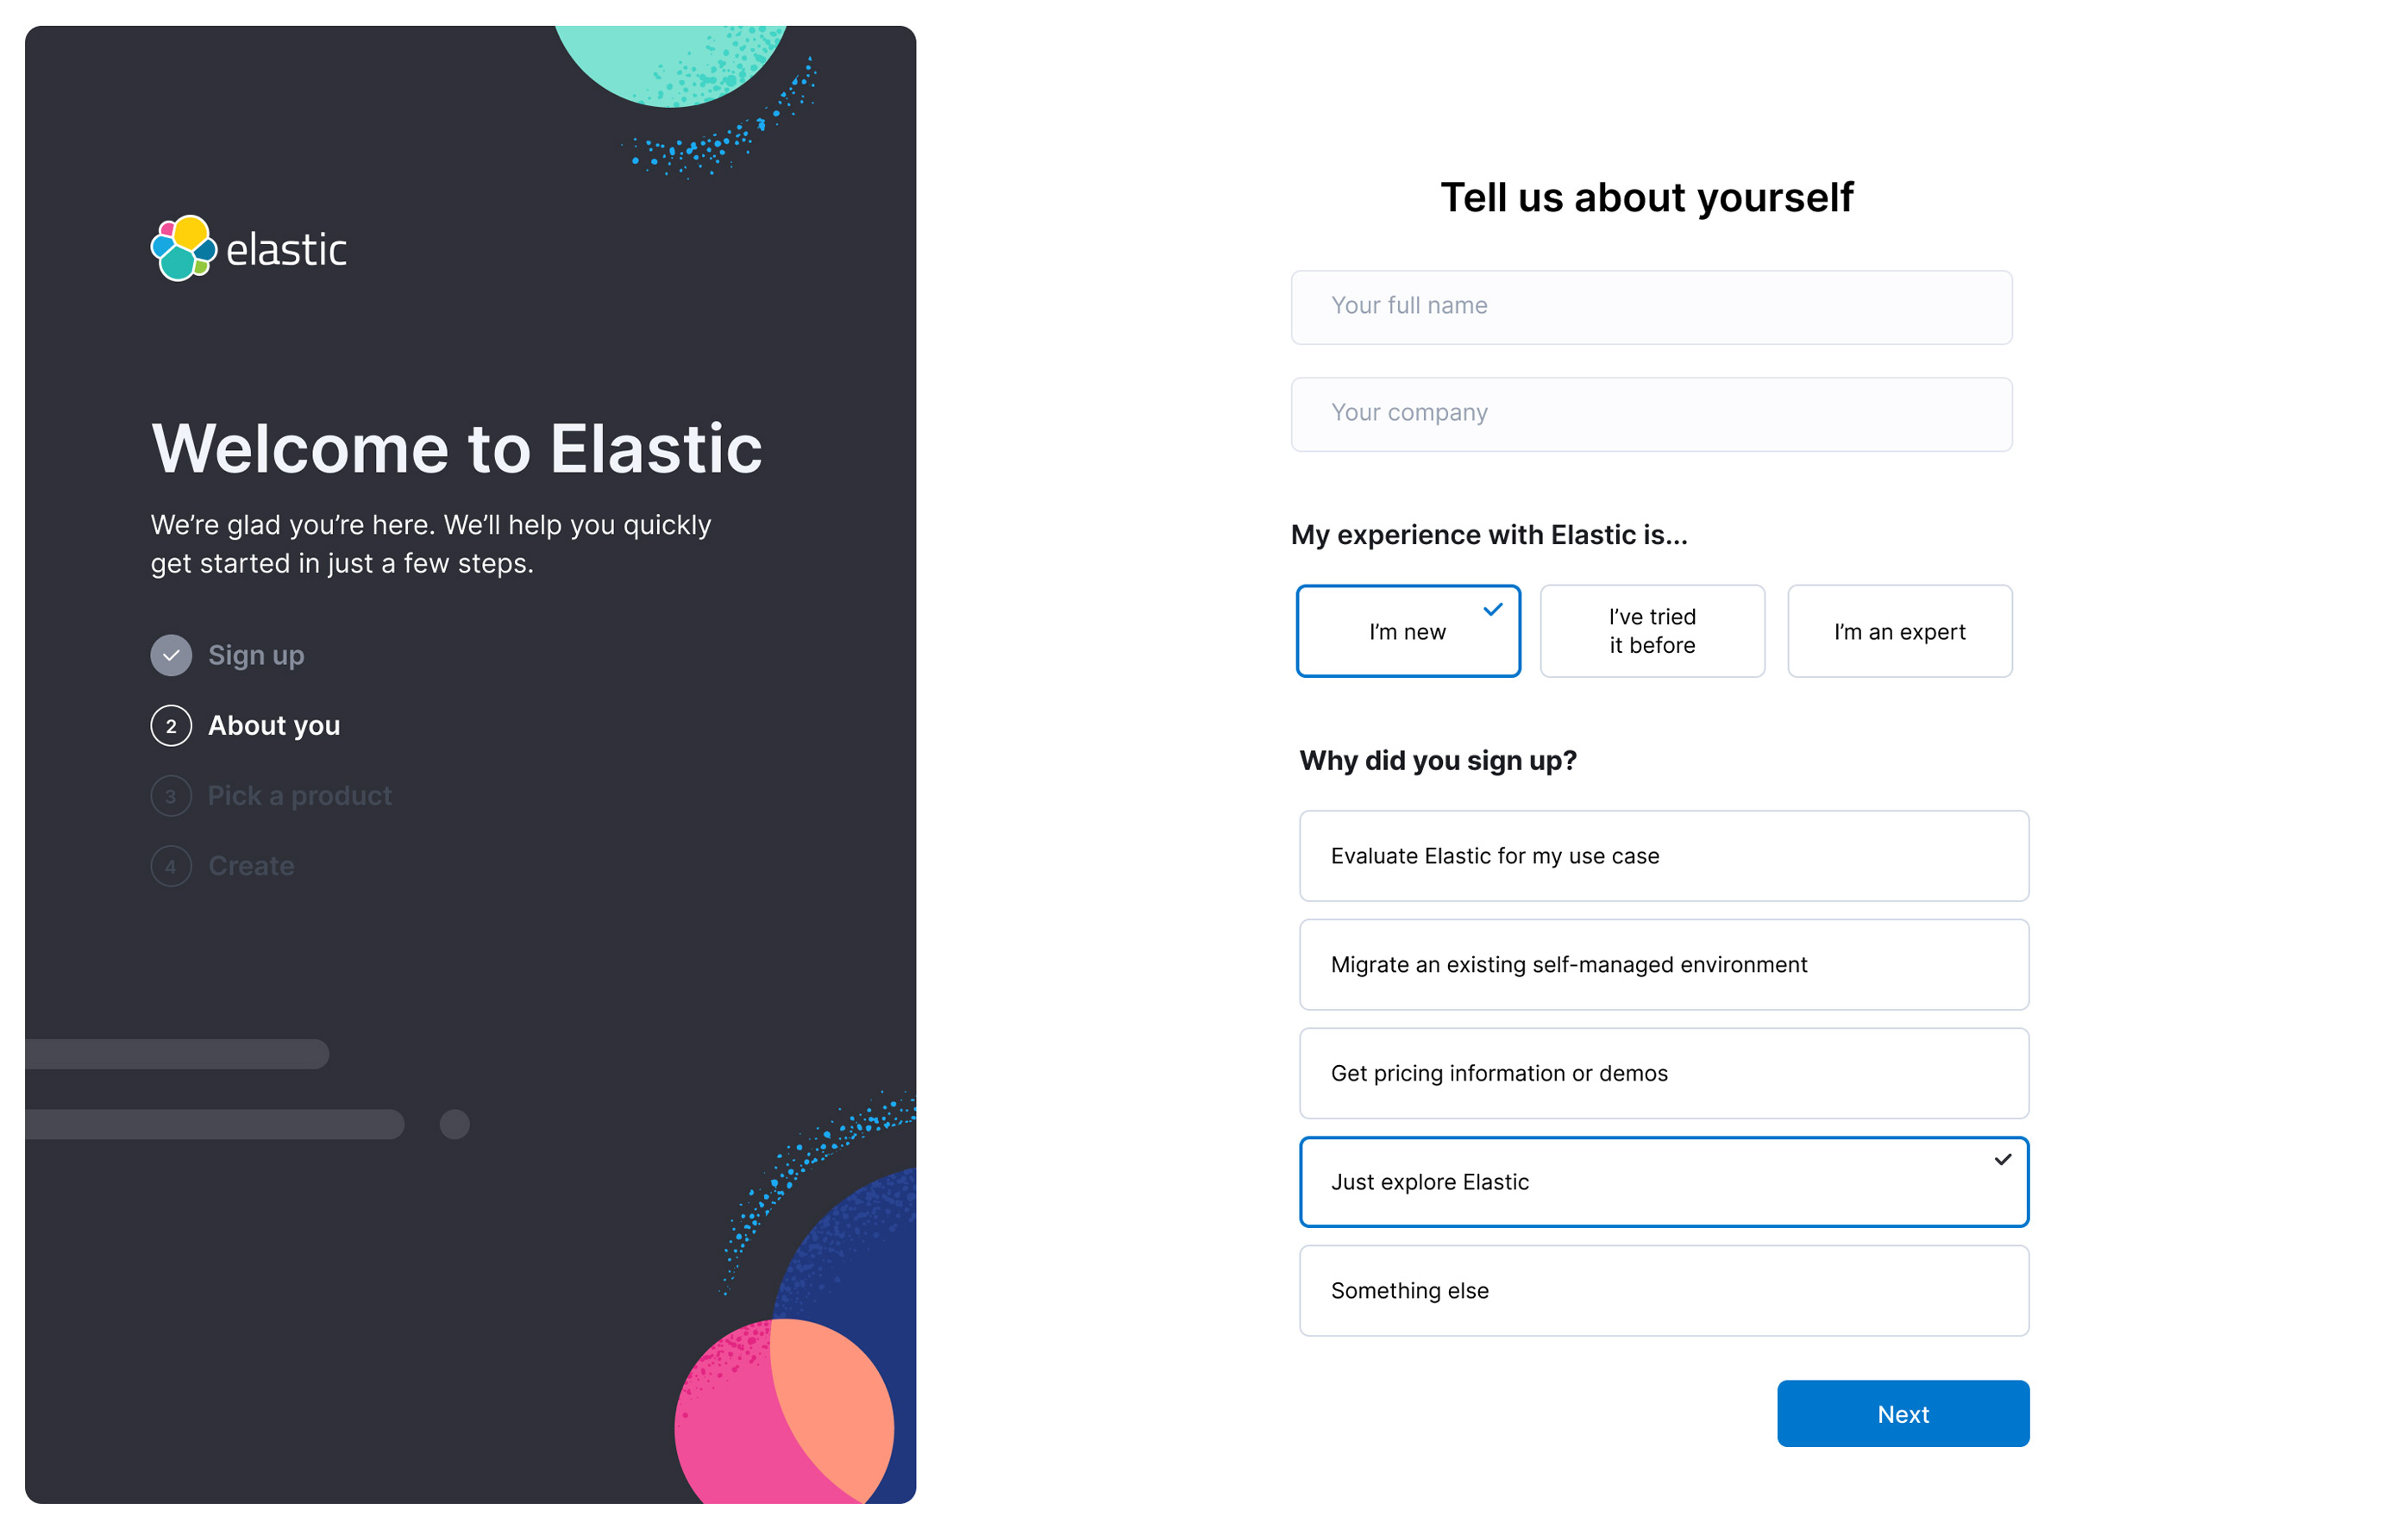 elastic
Welcome to Elastic
We’re glad you’re here. We’ll help you quickly
get started in just a few steps.
Sign up
2 About you
3 Pick a product
4 Create
Tell us about yourself
Your full name
Your company
My experience with Elastic is...
I’m new
I’ve tried
it before
I’m an expert
Why did you sign up?
Evaluate Elastic for my use case
Migrate an existing self-managed environment
Get pricing information or demos
Just explore Elastic
Something else
Next